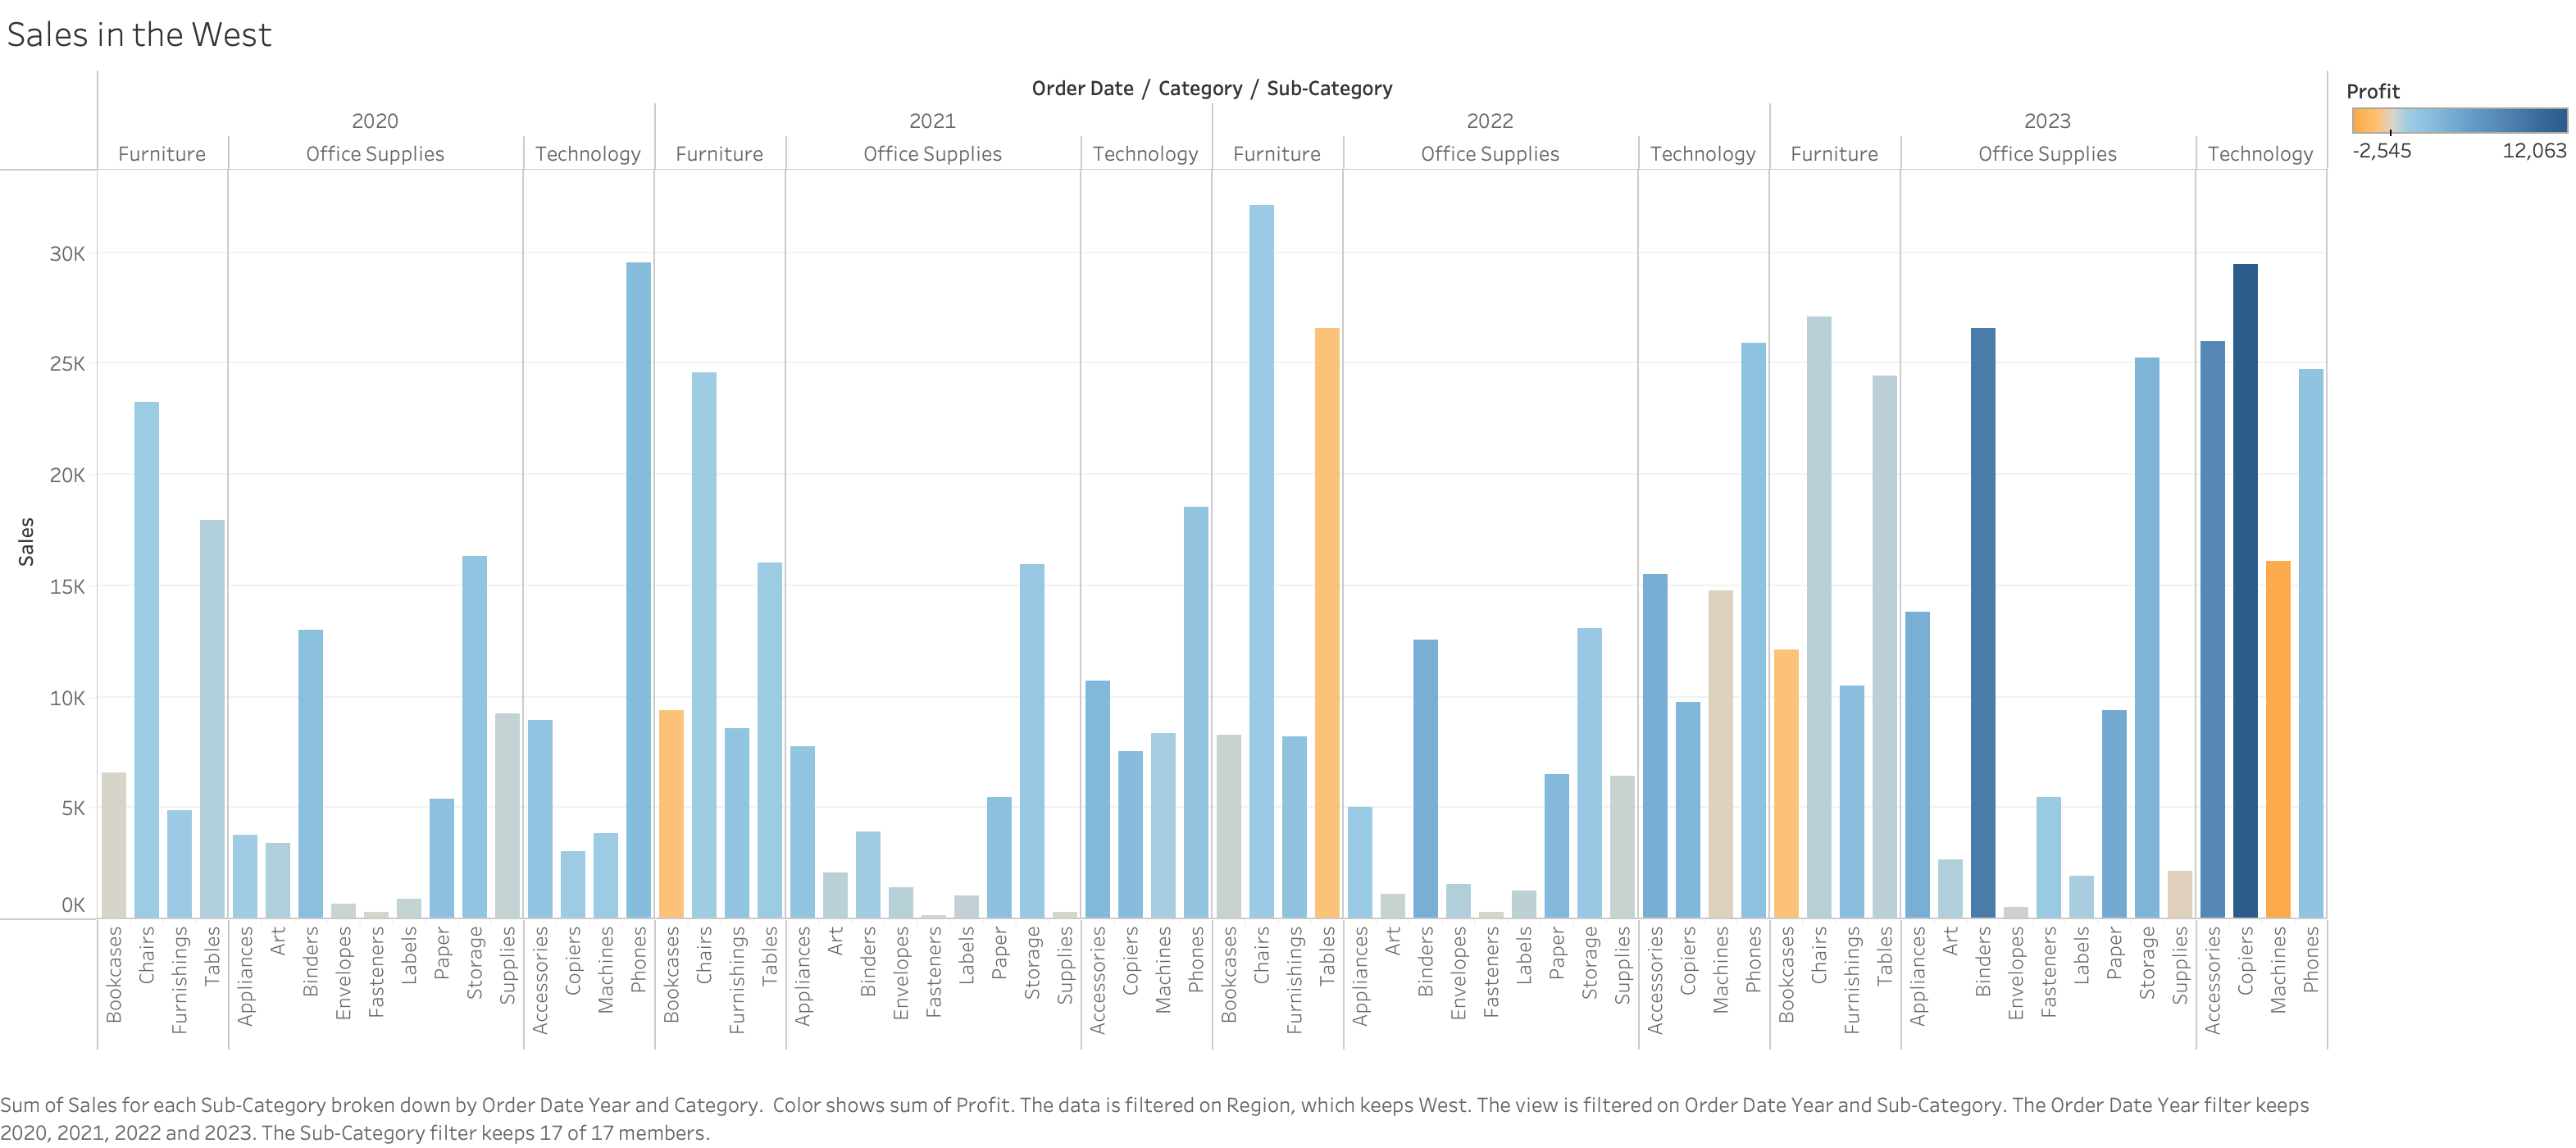 Sales in the West
Order Date / Category / Sub-Category
2020 2021 2022 2023
Furniture Office Supplies Technology Furniture Office Supplies Technology Furniture Office Supplies Technology Furniture Office Supplies Technology
Profit
-2,545 12,063
Sales
30K
25K
20K
15K
10K
5K
0K
Bookcases
Chairs
Furnishings
Tables
Appliances
Art
Binders
Envelopes
Fasteners
Labels
Paper
Storage
Supplies
Accessories
Copiers
Machines
Phones
Bookcases
Chairs
Furnishings
Tables
Appliances
Art
Binders
Envelopes
Fasteners
Labels
Paper
Storage
Supplies
Accessories
Copiers
Machines
Phones
Bookcases
Chairs
Furnishings
Tables
Appliances
Art
Binders
Envelopes
Fasteners
Labels
Paper
Storage
Supplies
Accessories
Copiers
Machines
Phones
Bookcases
Chairs
Furnishings
Tables
Appliances
Art
Binders
Envelopes
Fasteners
Labels
Paper
Storage
Supplies
Accessories
Copiers
Machines
Phones
Sum of Sales for each Sub-Category broken down by Order Date Year and Category.  Color shows sum of Profit. The data is filtered on Region, which keeps West. The view is filtered on Order Date Year and Sub-Category. The Order Date Year filter keeps
2020, 2021, 2022 and 2023. The Sub-Category filter keeps 17 of 17 members.